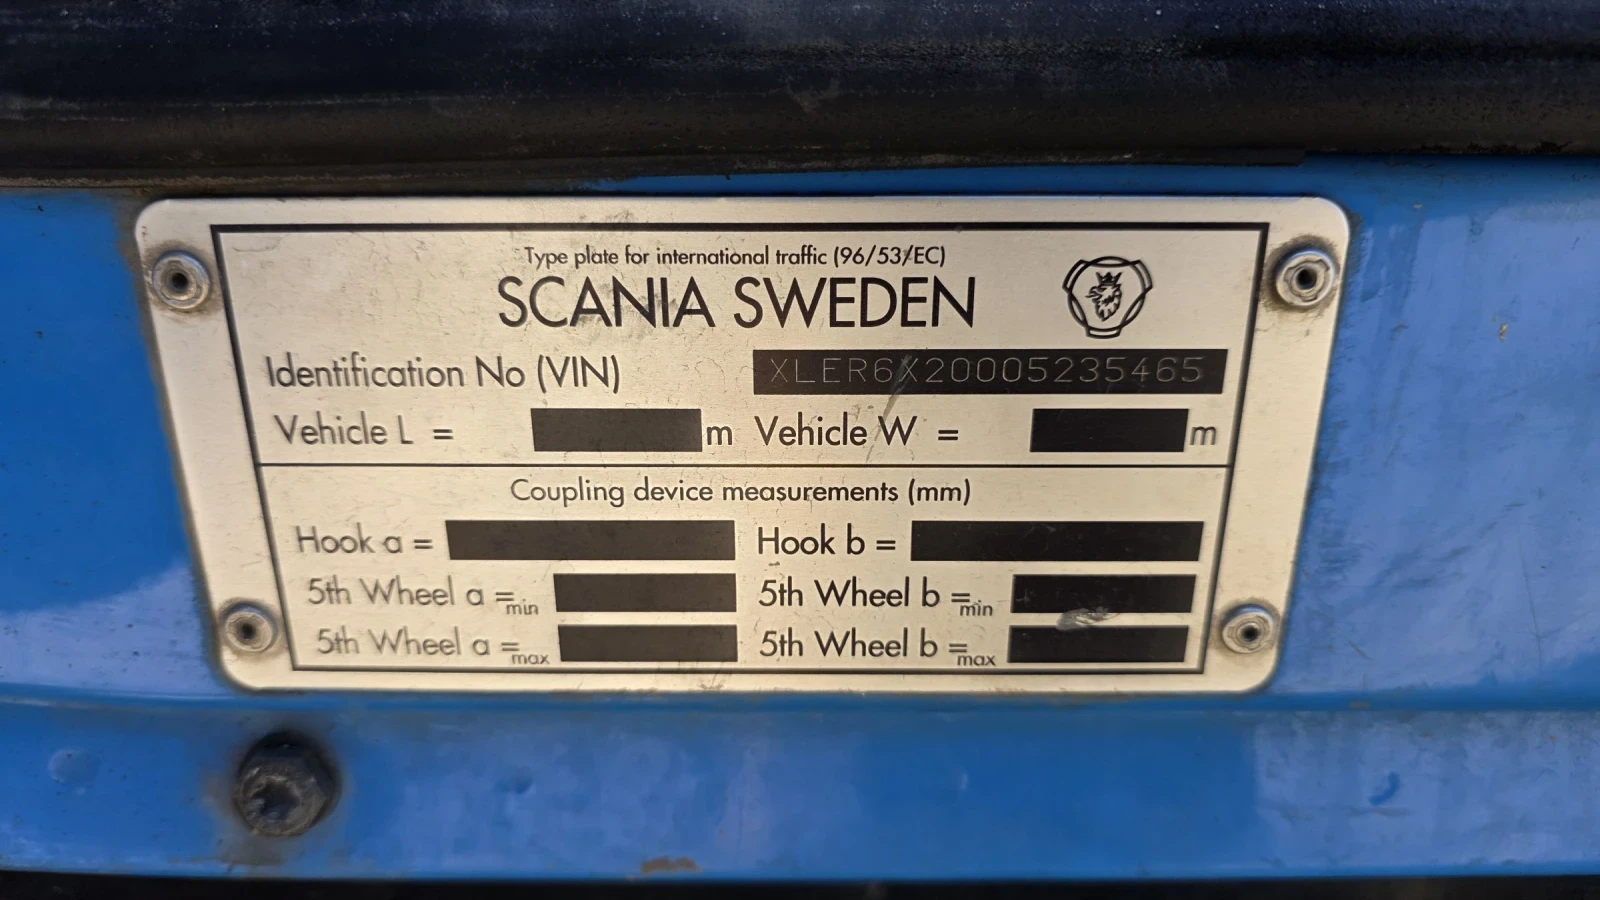 Type plate for international traffic (96/53/EC)
SCANIA SWEDEN
Identification No (VIN) XLER6X20005235465
Vehicle L = m Vehicle W = m
Coupling device measurements (mm)
Hook a = Hook b =
5th Wheel a =min 5th Wheel b =min
5th Wheel a =max 5th Wheel b =max